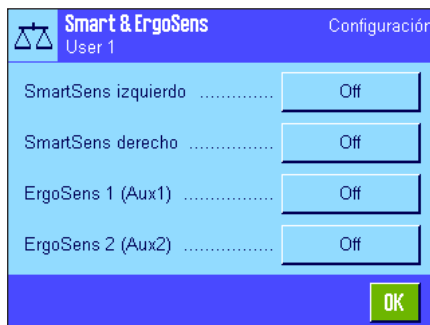 Smart & ErgoSens
Configuración
User 1
SmartSens izquierdo .............. Off
SmartSens derecho ................ Off
ErgoSens 1 (Aux1) ................. Off
ErgoSens 2 (Aux2) ................. Off
OK